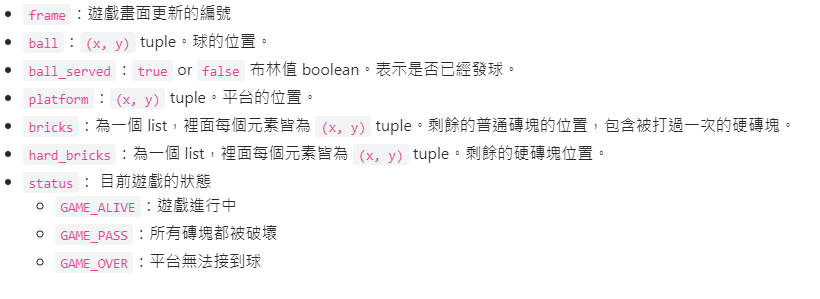 frame：遊戲畫面更新的編號
ball：(x, y) tuple。球的位置。
ball_served：true or false 布林值 boolean。表示是否已經發球。
platform：(x, y) tuple。平台的位置。
bricks：為一個 list，裡面每個元素皆為 (x, y) tuple。剩餘的普通磚塊的位置，包含被打過一次的硬磚塊。
hard_bricks：為一個 list，裡面每個元素皆為 (x, y) tuple。剩餘的硬磚塊位置。
status： 目前遊戲的狀態
GAME_ALIVE：遊戲進行中
GAME_PASS：所有磚塊都被破壞
GAME_OVER：平台無法接到球